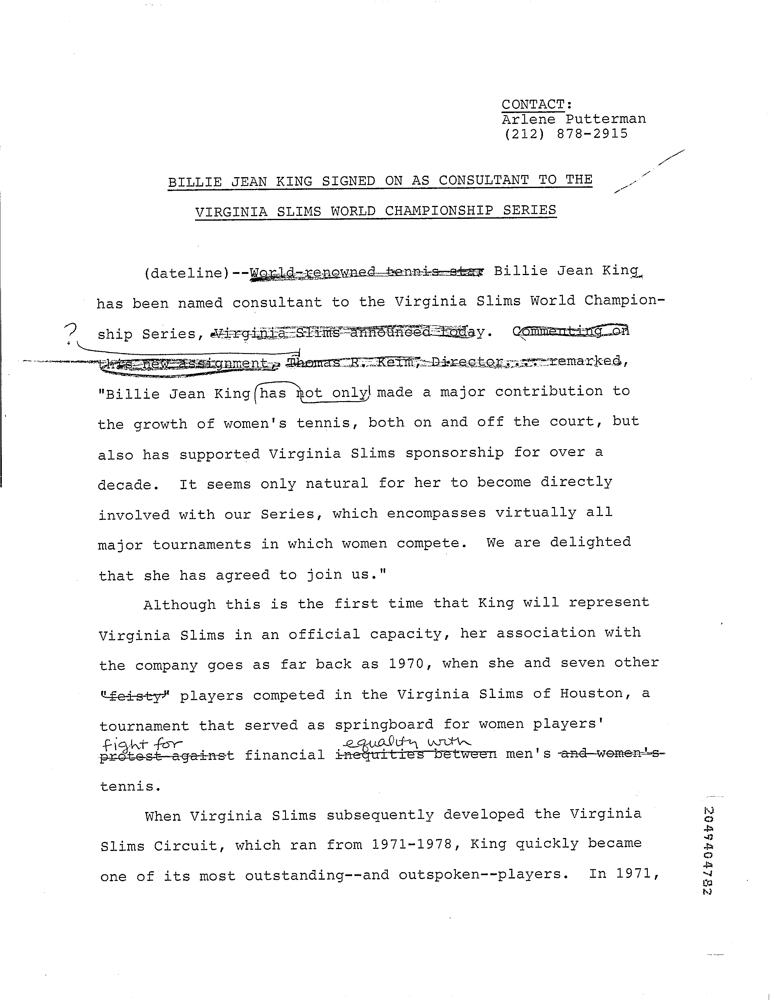 CONTACT:
Arlene Putterman
(212) 878-2915
BILLIE JEAN KING SIGNED ON AS CONSULTANT TO THE
VIRGINIA SLIMS WORLD CHAMPIONSHIP SERIES
(dateline)--World-renowned tennis star Billie Jean King
has been named consultant to the Virginia Slims World Champion-
?
ship Series, Virginia Slims announced today. Commenting on
this new assignment, Thomas R. Keim, Director.... remarked,
"Billie Jean King has not only made a major contribution to
the growth of women's tennis, both on and off the court, but
also has supported Virginia Slims sponsorship for over a
decade. It seems only natural for her to become directly
involved with our Series, which encompasses virtually all
major tournaments in which women compete. We are delighted
that she has agreed to join us."
Although this is the first time that King will represent
Virginia Slims in an official capacity, her association with
the company goes as far back as 1970, when she and seven other
"feisty" players competed in the Virginia Slims of Houston, a
tournament that served as springboard for women players'
fight for equality with
protest against financial inequities between men's and women's
tennis.
When Virginia Slims subsequently developed the Virginia
Slims Circuit, which ran from 1971-1978, King quickly became
one of its most outstanding--and outspoken--players. In 1971,
2049404782